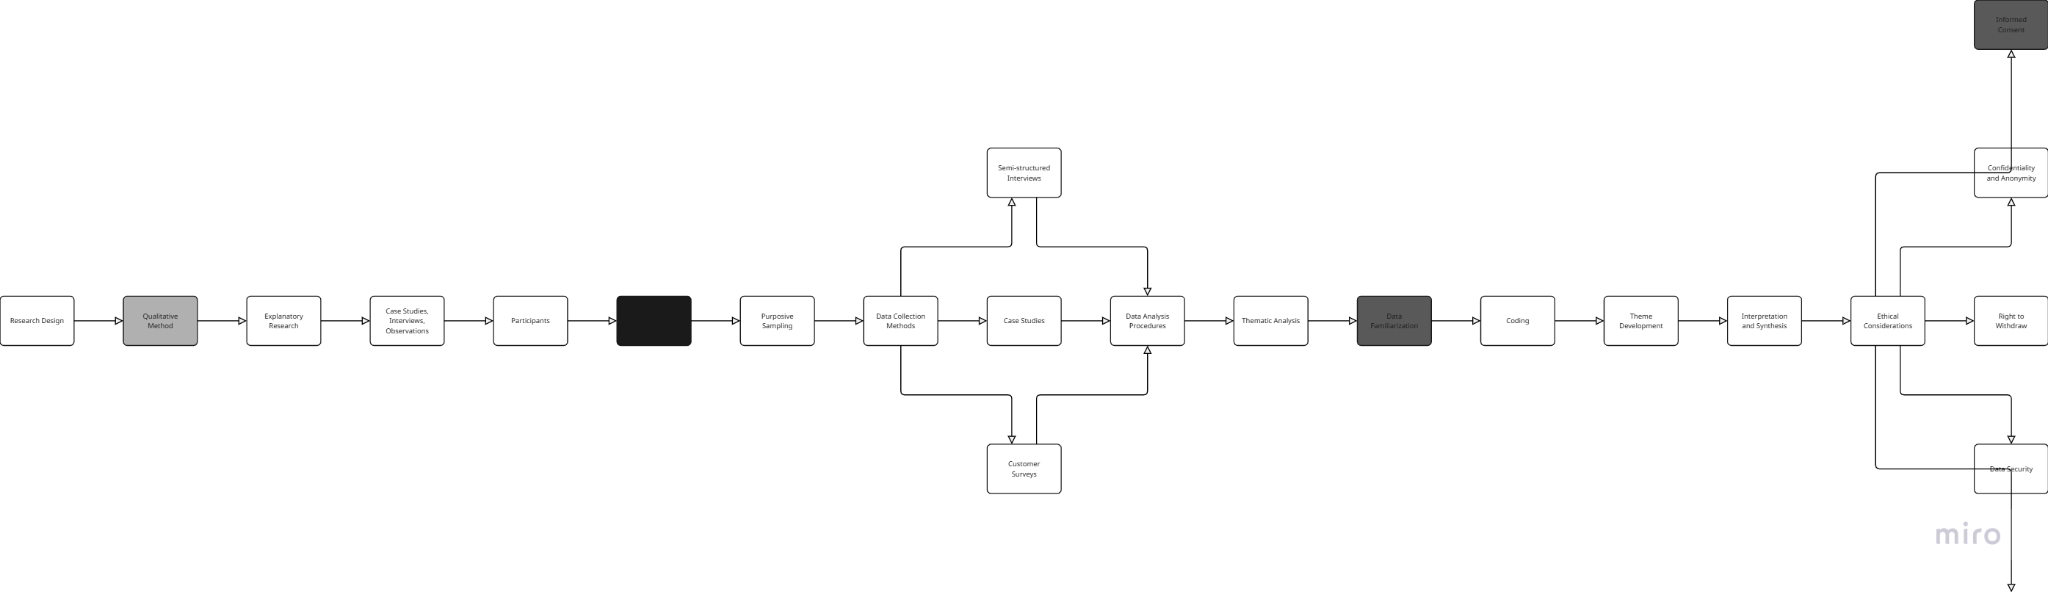 Informed
Consent
Semi-structured
Interviews
Confidentiality
and Anonymity
Research Design
Qualitative
Method
Explanatory
Research
Case Studies,
Interviews,
Observations
Participants
Purposive
Sampling
Data Collection
Methods
Case Studies
Data Analysis
Procedures
Thematic Analysis
Data
Familiarization
Coding
Theme
Development
Interpretation
and Synthesis
Ethical
Considerations
Right to
Withdraw
Customer
Surveys
Data Security
miro